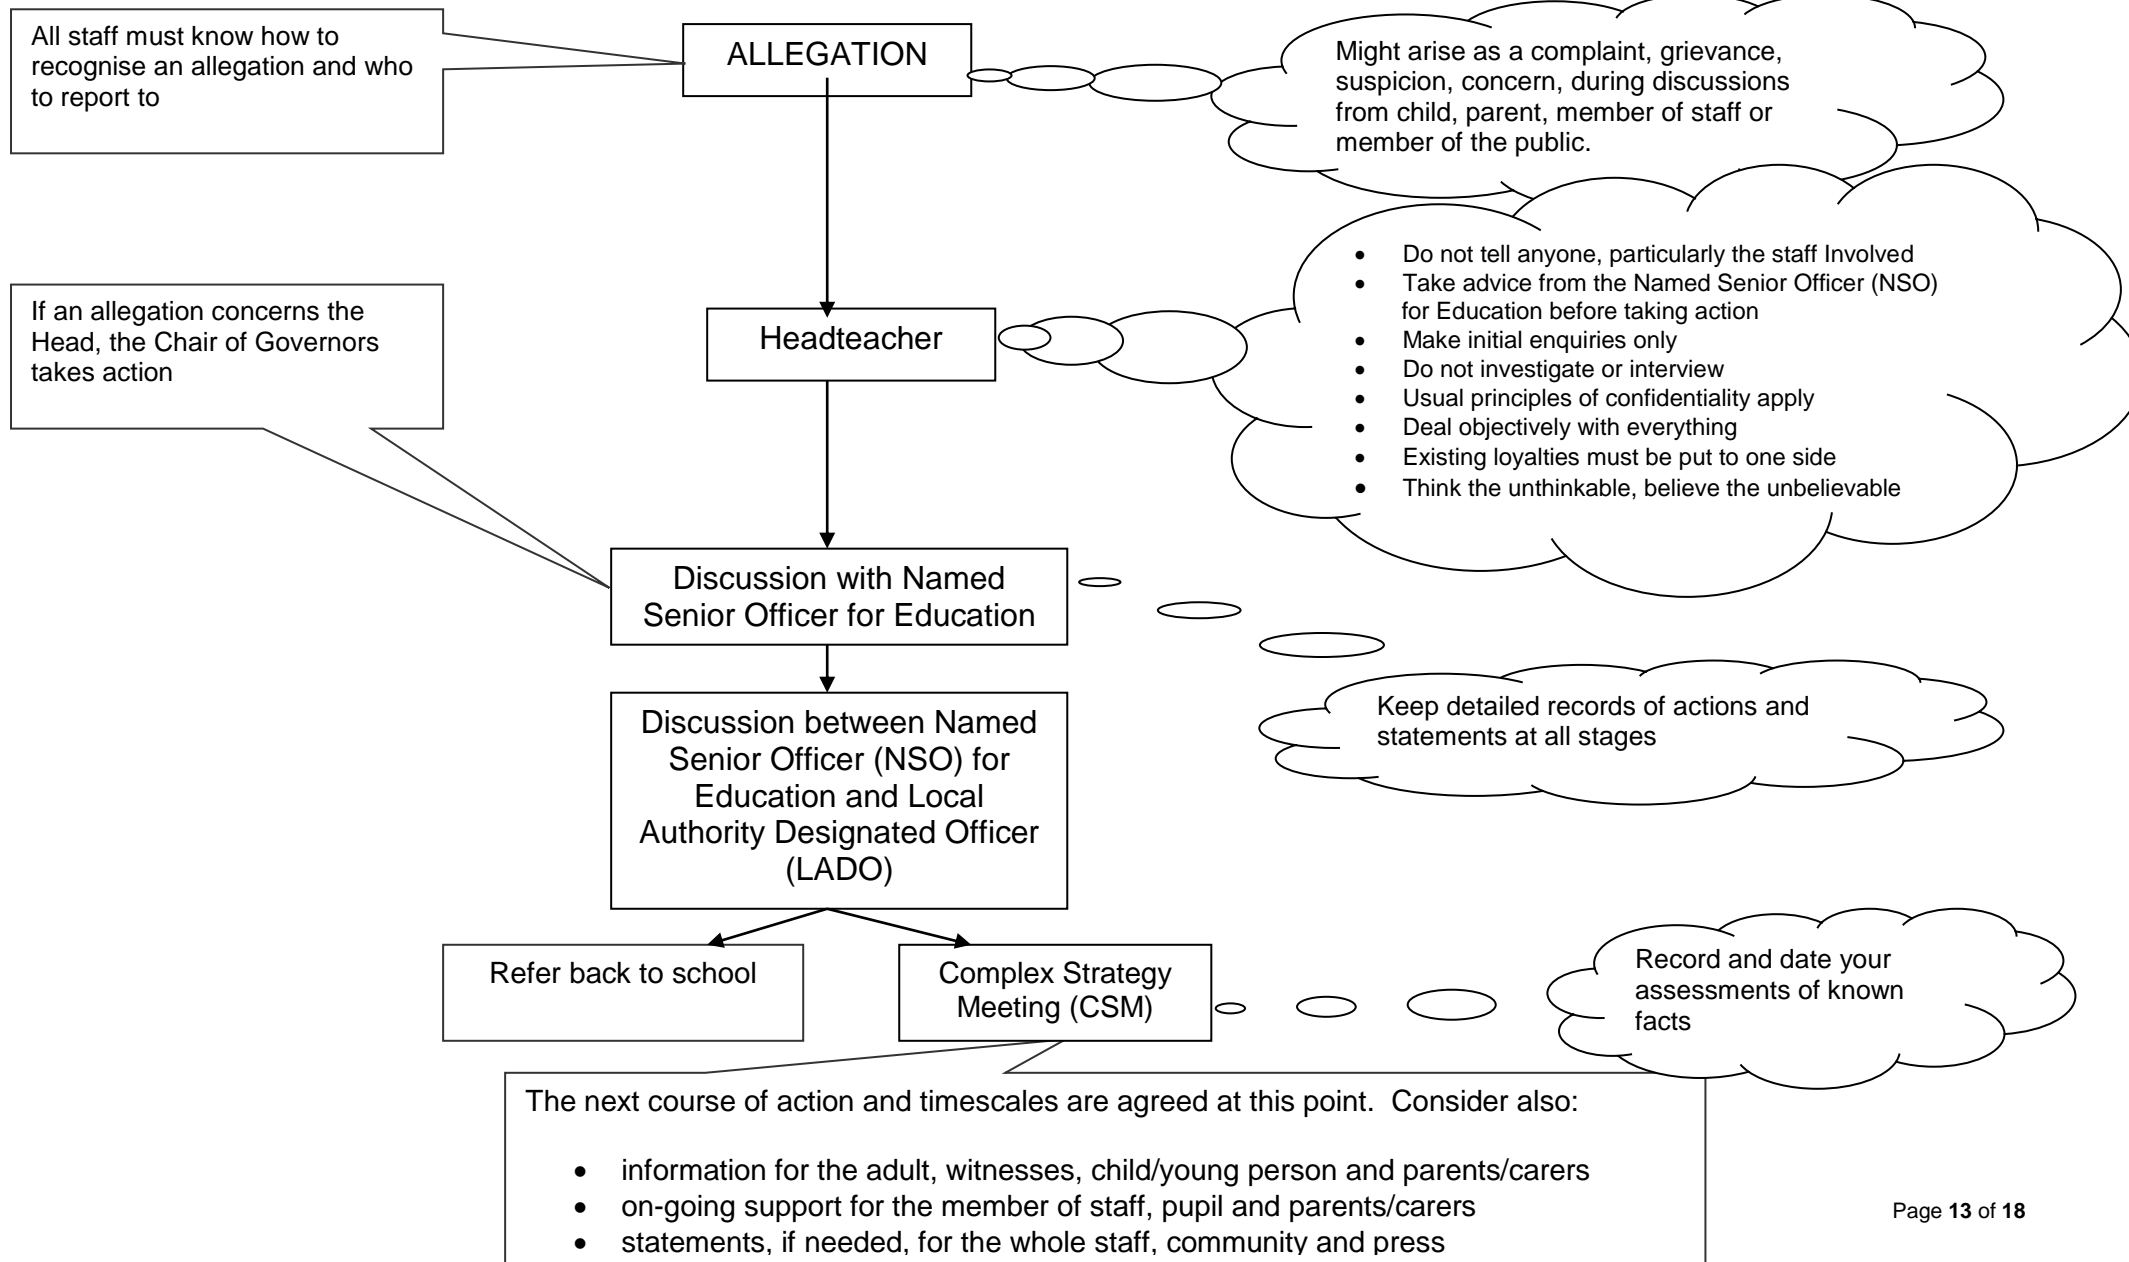 All staff must know how to
recognise an allegation and who
to report to
ALLEGATION
Might arise as a complaint, grievance,
suspicion, concern, during discussions
from child, parent, member of staff or
member of the public.
If an allegation concerns the
Head, the Chair of Governors
takes action
Headteacher
• Do not tell anyone, particularly the staff Involved
• Take advice from the Named Senior Officer (NSO)
for Education before taking action
• Make initial enquiries only
• Do not investigate or interview
• Usual principles of confidentiality apply
• Deal objectively with everything
• Existing loyalties must be put to one side
• Think the unthinkable, believe the unbelievable
Discussion with Named
Senior Officer for Education
Discussion between Named
Senior Officer (NSO) for
Education and Local
Authority Designated Officer
(LADO)
Keep detailed records of actions and
statements at all stages
Refer back to school
Complex Strategy
Meeting (CSM)
Record and date your
assessments of known
facts
The next course of action and timescales are agreed at this point.  Consider also:
• information for the adult, witnesses, child/young person and parents/carers
• on-going support for the member of staff, pupil and parents/carers
• statements, if needed, for the whole staff, community and press
Page 13 of 18